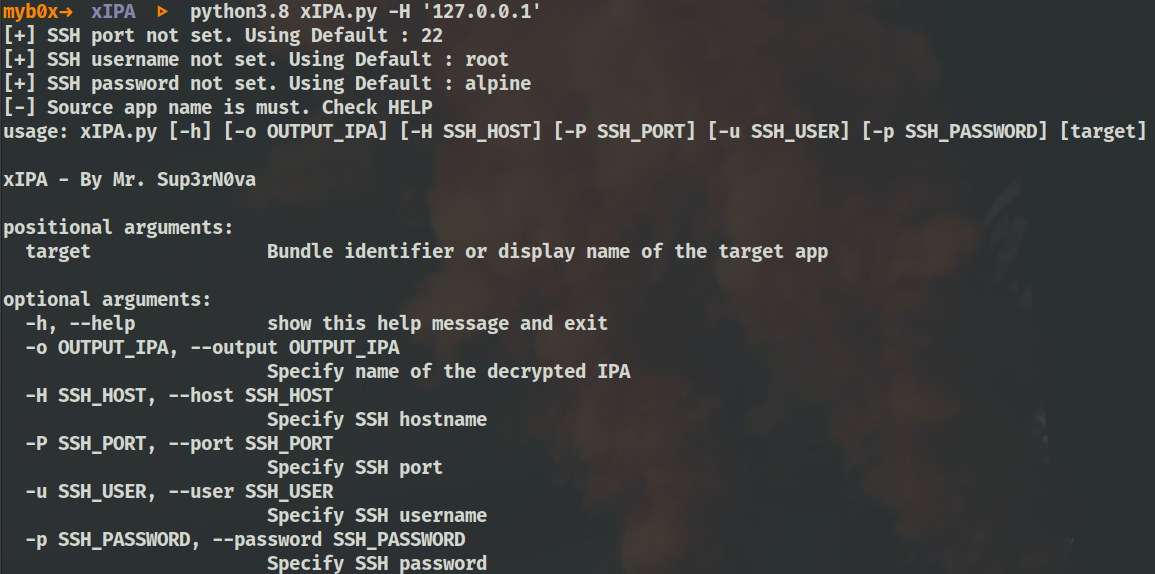 myb0x→ xIPA ▹ python3.8 xIPA.py -H '127.0.0.1'
[+] SSH port not set. Using Default : 22
[+] SSH username not set. Using Default : root
[+] SSH password not set. Using Default : alpine
[-] Source app name is must. Check HELP
usage: xIPA.py [-h] [-o OUTPUT_IPA] [-H SSH_HOST] [-P SSH_PORT] [-u SSH_USER] [-p SSH_PASSWORD] [target]

xIPA - By Mr. Sup3rN0va

positional arguments:
  target                Bundle identifier or display name of the target app

optional arguments:
  -h, --help            show this help message and exit
  -o OUTPUT_IPA, --output OUTPUT_IPA
                        Specify name of the decrypted IPA
  -H SSH_HOST, --host SSH_HOST
                        Specify SSH hostname
  -P SSH_PORT, --port SSH_PORT
                        Specify SSH port
  -u SSH_USER, --user SSH_USER
                        Specify SSH username
  -p SSH_PASSWORD, --password SSH_PASSWORD
                        Specify SSH password